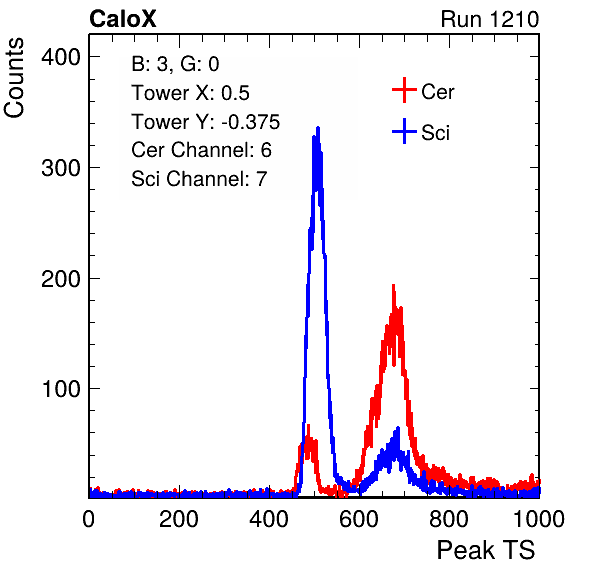 CaloX Run 1210
Counts
400
300
200
100
B: 3, G: 0
Tower X: 0.5
Tower Y: -0.375
Cer Channel: 6
Sci Channel: 7
Cer
Sci
0 200 400 600 800 1000
Peak TS